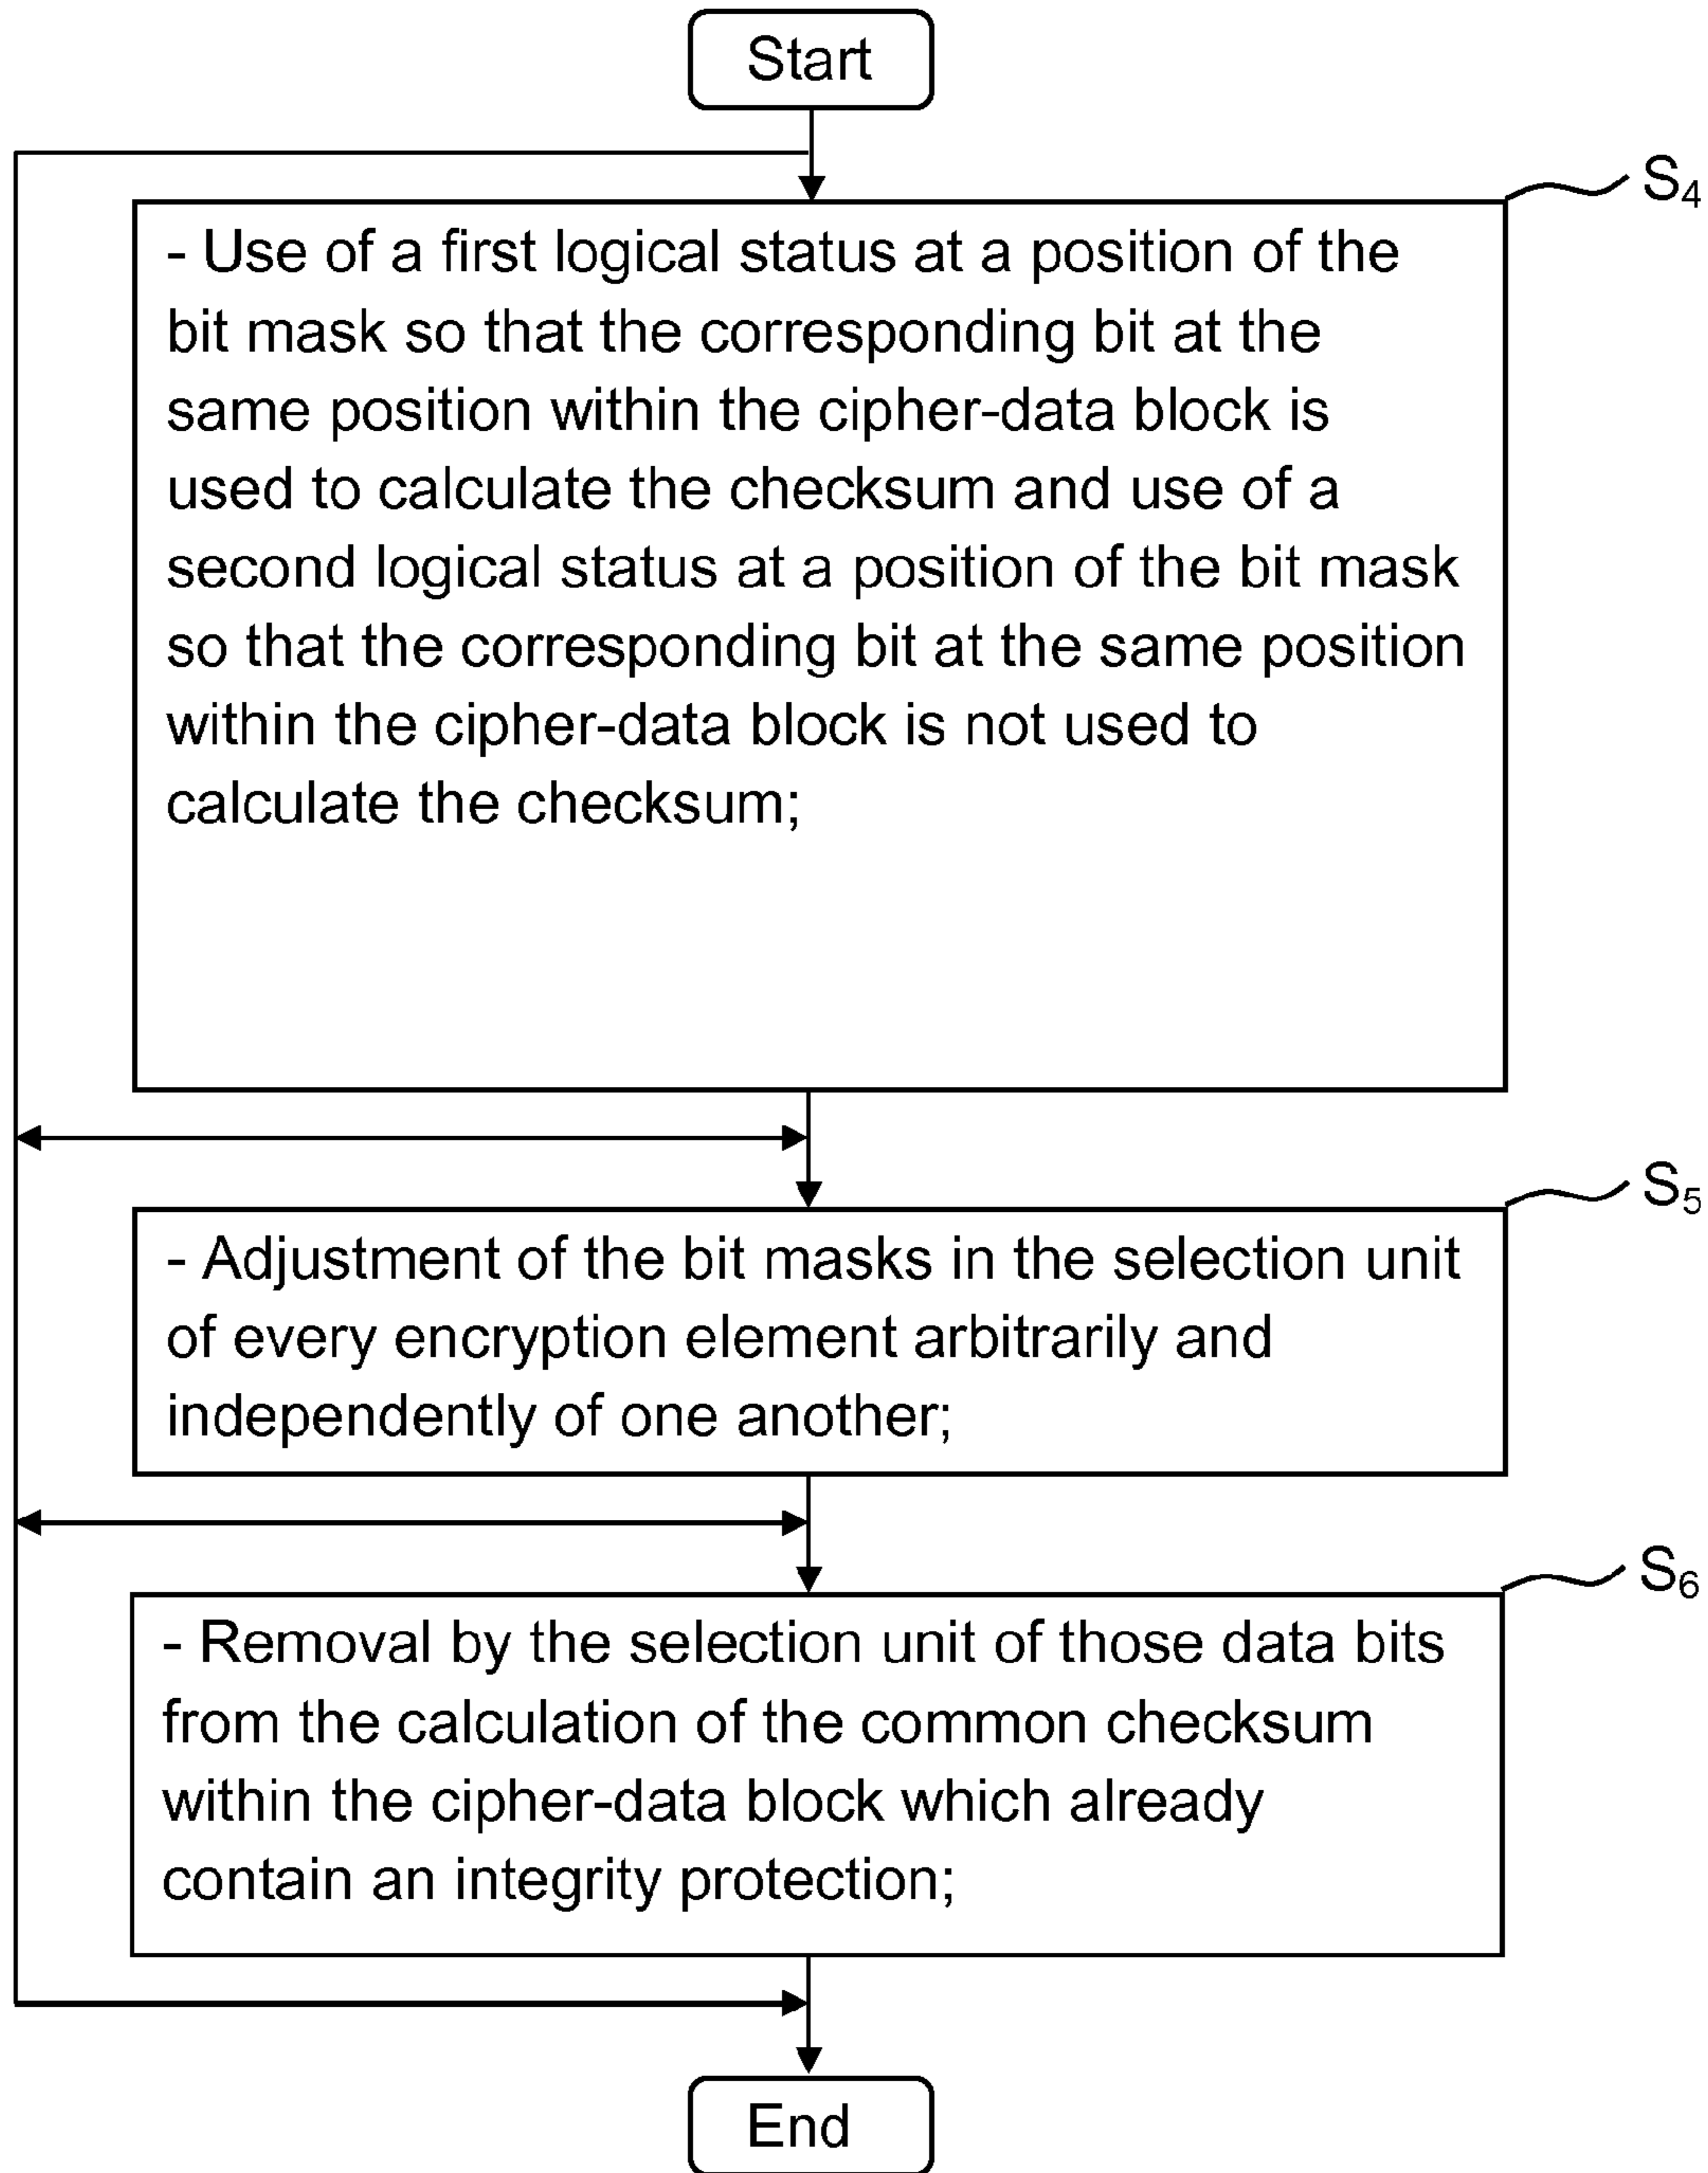 Start
S4
- Use of a first logical status at a position of the
bit mask so that the corresponding bit at the
same position within the cipher-data block is
used to calculate the checksum and use of a
second logical status at a position of the bit mask
so that the corresponding bit at the same position
within the cipher-data block is not used to
calculate the checksum;
S5
- Adjustment of the bit masks in the selection unit
of every encryption element arbitrarily and
independently of one another;
S6
- Removal by the selection unit of those data bits
from the calculation of the common checksum
within the cipher-data block which already
contain an integrity protection;
End